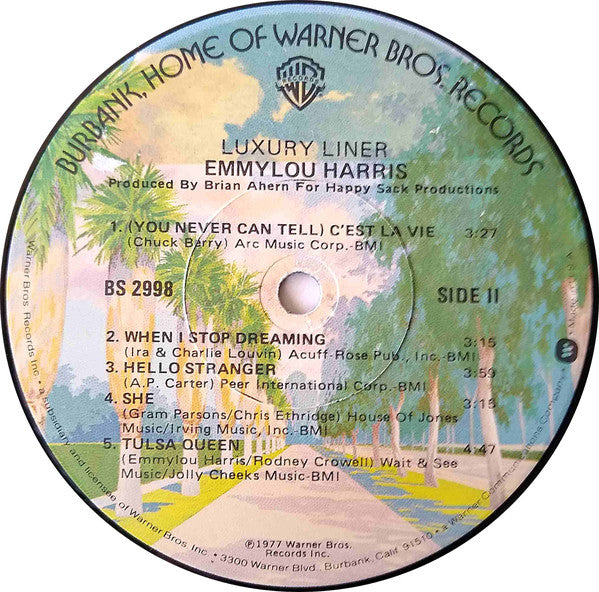 BURBANK, HOME OF WARNER BROS. RECORDS
WB
RECORDS
LUXURY LINER
EMMYLOU HARRIS
Produced By Brian Ahern For Happy Sack Productions
1. (YOU NEVER CAN TELL) C'EST LA VIE 3:27
(Chuck Berry) Arc Music Corp.-BMI
BS 2998 SIDE II
2. WHEN I STOP DREAMING 3:15
(Ira & Charlie Louvin) Acuff-Rose Pub., Inc.-BMI
3. HELLO STRANGER 3:59
(A.P. Carter) Peer International Corp.-BMI
4. SHE 3:15
(Gram Parsons/Chris Ethridge) House Of Jones
Music/Irving Music, Inc.-BMI
5. TULSA QUEEN 4:47
(Emmylou Harris/Rodney Crowell) Wait & See
Music/Jolly Cheeks Music-BMI
℗1977 Warner Bros.
Records Inc.
Warner Bros. Records Inc. • a subsidiary and licensee of Warner Bros. Inc. • 3300 Warner Blvd., Burbank, Calif. 91510 • a Warner Communications Company